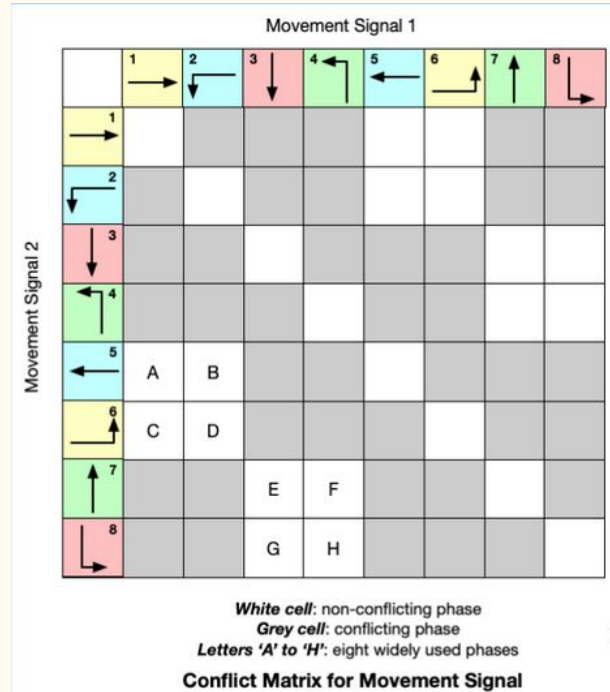 Movement Signal 1
1 2 3 4 5 6 7 8
Movement Signal 2
1
2
3
4
5 A B
6 C D
7 E F
8 G H
White cell: non-conflicting phase
Grey cell: conflicting phase
Letters ‘A’ to ‘H’: eight widely used phases
Conflict Matrix for Movement Signal